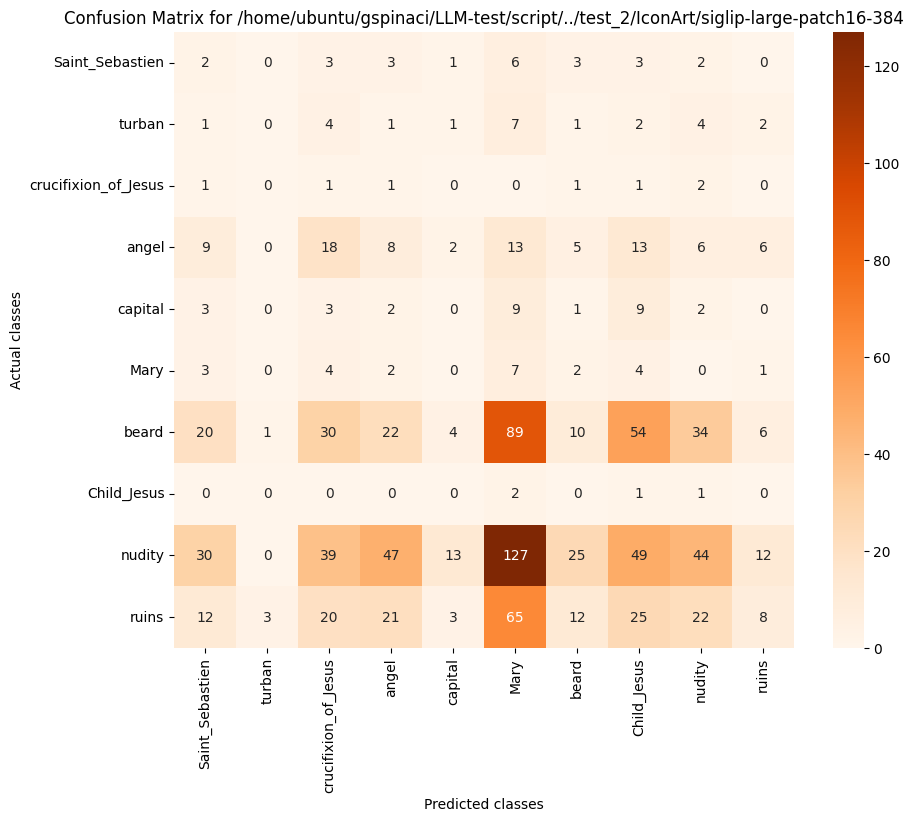 Confusion Matrix for /home/ubuntu/gspinaci/LLM-test/script/../test_2/IconArt/siglip-large-patch16-384
Saint_Sebastien 2 0 3 3 1 6 3 3 2 0
turban 1 0 4 1 1 7 1 2 4 2
crucifixion_of_Jesus 1 0 1 1 0 0 1 1 2 0
angel 9 0 18 8 2 13 5 13 6 6
capital 3 0 3 2 0 9 1 9 2 0
Mary 3 0 4 2 0 7 2 4 0 1
beard 20 1 30 22 4 89 10 54 34 6
Child_Jesus 0 0 0 0 0 2 0 1 1 0
nudity 30 0 39 47 13 127 25 49 44 12
ruins 12 3 20 21 3 65 12 25 22 8
Actual classes
Saint_Sebastien
turban
crucifixion_of_Jesus
angel
capital
Mary
beard
Child_Jesus
nudity
ruins
Predicted classes
120
100
80
60
40
20
0